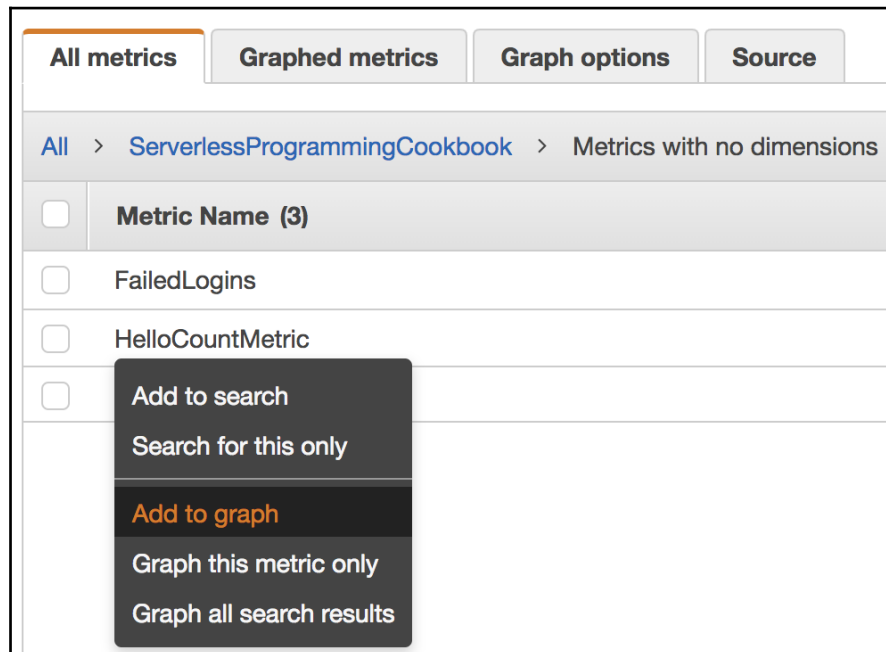 All metrics Graphed metrics Graph options Source
All > ServerlessProgrammingCookbook > Metrics with no dimensions
Metric Name (3)
FailedLogins
HelloCountMetric
Add to search
Search for this only
Add to graph
Graph this metric only
Graph all search results